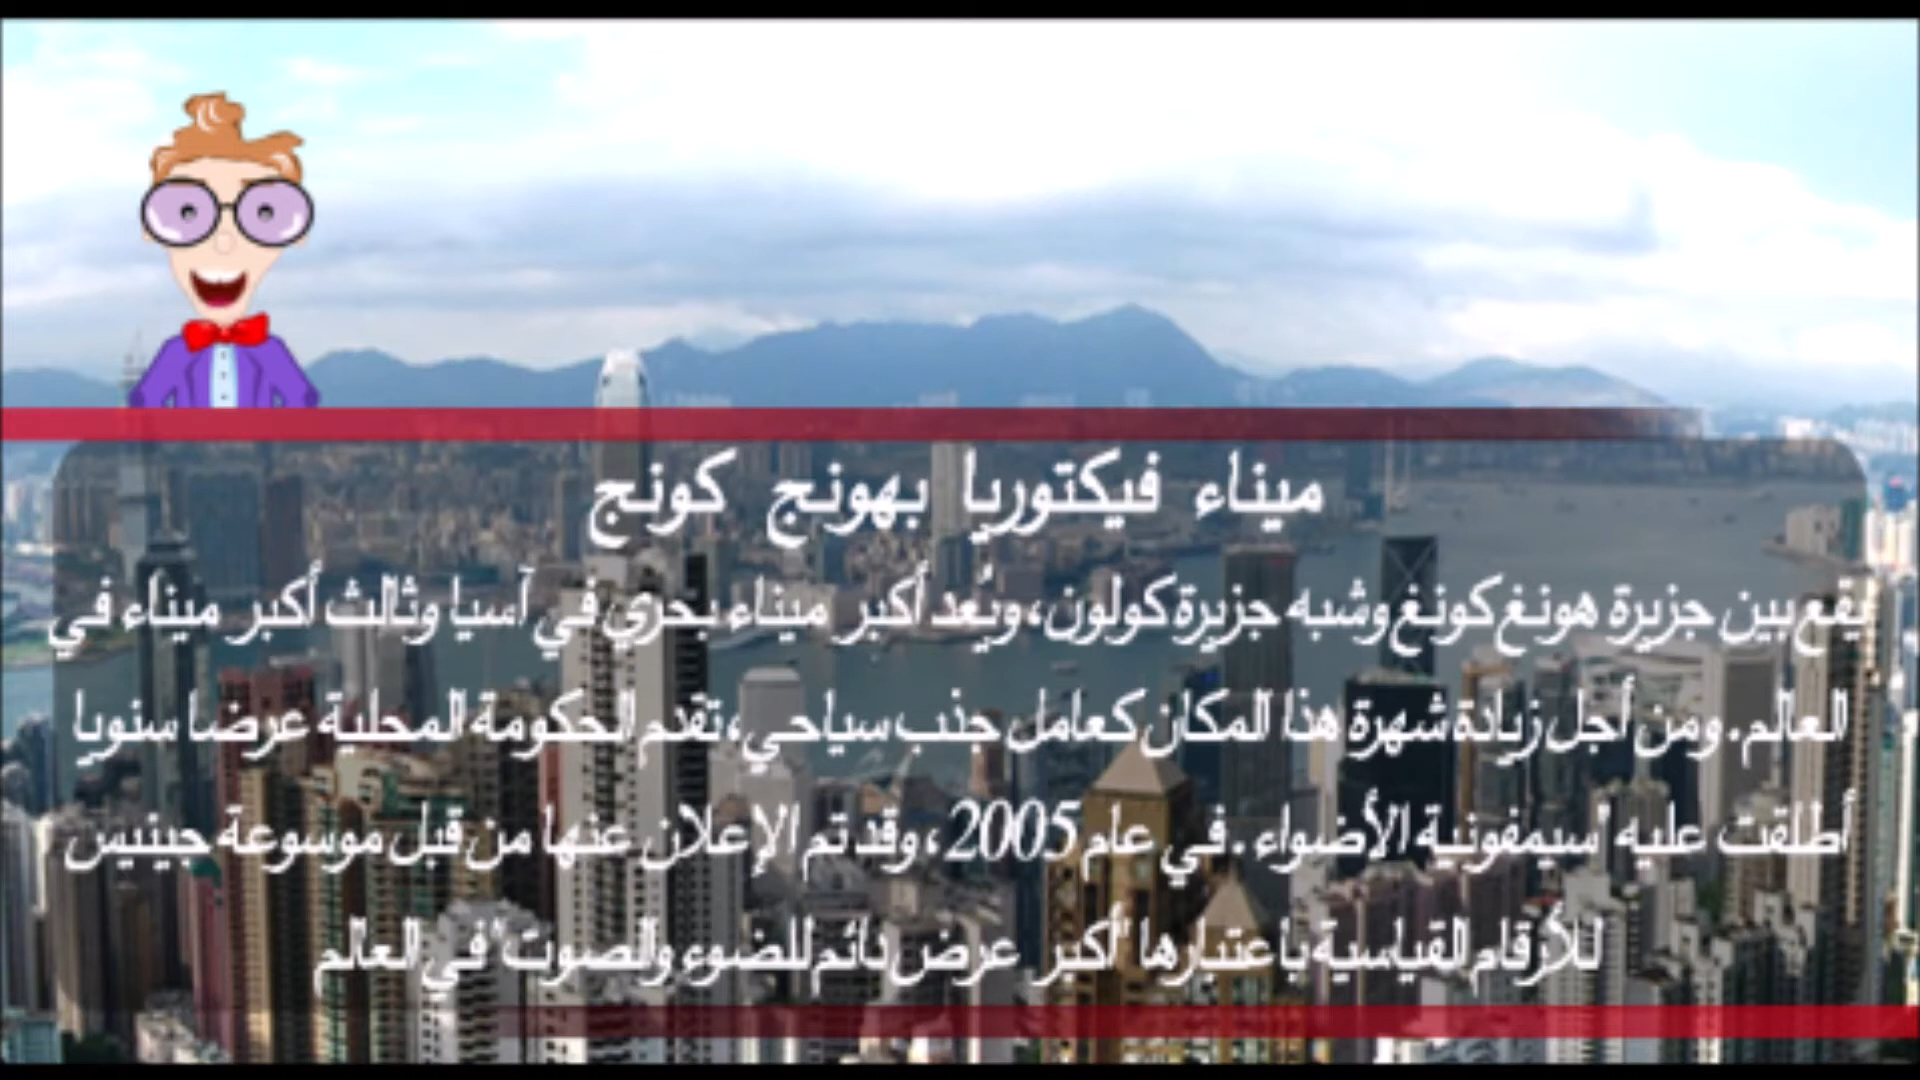 ميناء فيكتوريا بهونج كونج
يقع بين جزيرة هونغ كونغ وشبه جزيرة كولون، ويُعد أكبر ميناء بحري في آسيا وثالث أكبر ميناء في
العالم. ومن أجل زيادة شهرة هذا المكان كعامل جذب سياحي، تقدم الحكومة المحلية عرضا سنويا
أطلقت عليه "سيمفونية الأضواء. في عام 2005، وقد تم الإعلان عنها من قبل موسوعة جينيس
للأرقام القياسية باعتبارها "أكبر عرض دائم للضوء والصوت" في العالم